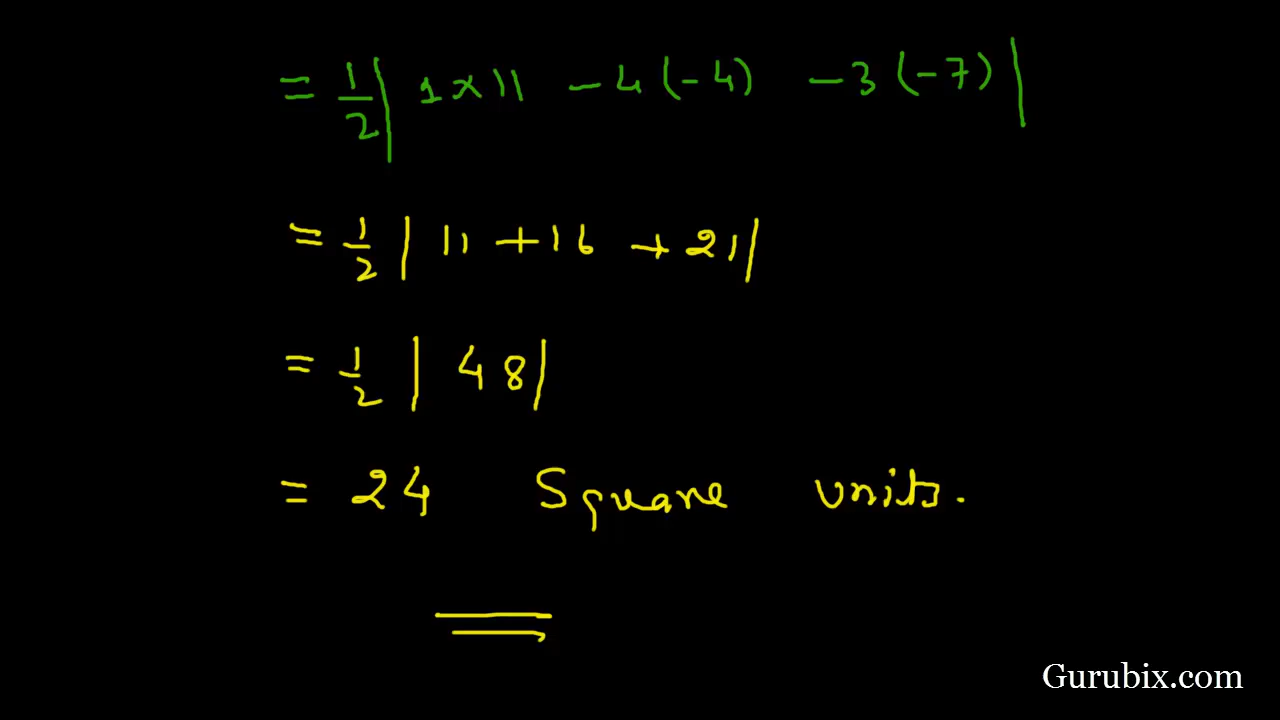 = 1/2 | 1 × 11 - 4 (-4) - 3 (-7) |
= 1/2 | 11 + 16 + 21 |
= 1/2 | 48 |
= 24 Square units.
Gurubix.com